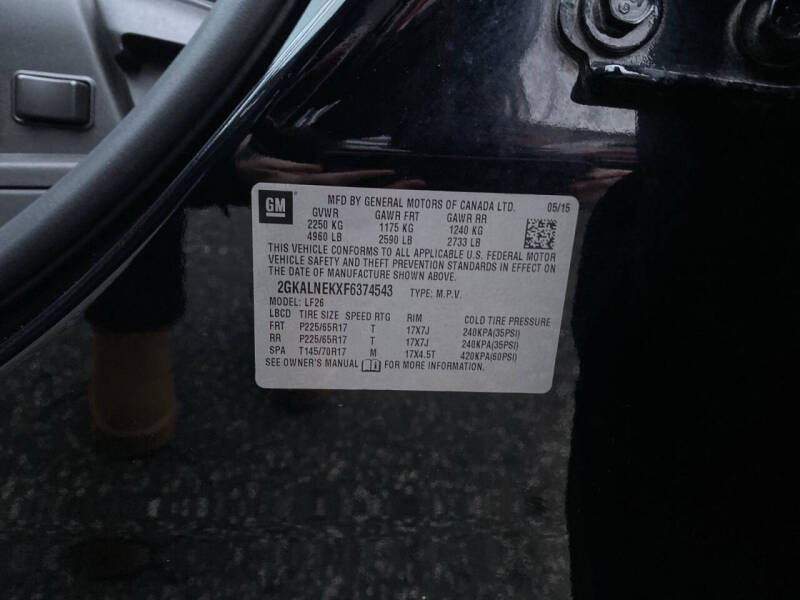 GM
MFD BY GENERAL MOTORS OF CANADA LTD. 05/15
GVWR GAWR FRT GAWR RR
2250 KG 1175 KG 1240 KG
4960 LB 2590 LB 2733 LB
THIS VEHICLE CONFORMS TO ALL APPLICABLE U.S. FEDERAL MOTOR
VEHICLE SAFETY AND THEFT PREVENTION STANDARDS IN EFFECT ON
THE DATE OF MANUFACTURE SHOWN ABOVE.
2GKALNEKXF6374543 TYPE: M.P.V.
MODEL: LF26
LBCD TIRE SIZE SPEED RTG RIM COLD TIRE PRESSURE
FRT P225/65R17 T 17X7J 240KPA(35PSI)
RR P225/65R17 T 17X7J 240KPA(35PSI)
SPA T145/70R17 M 17X4.5T 420KPA(60PSI)
SEE OWNER'S MANUAL FOR MORE INFORMATION.